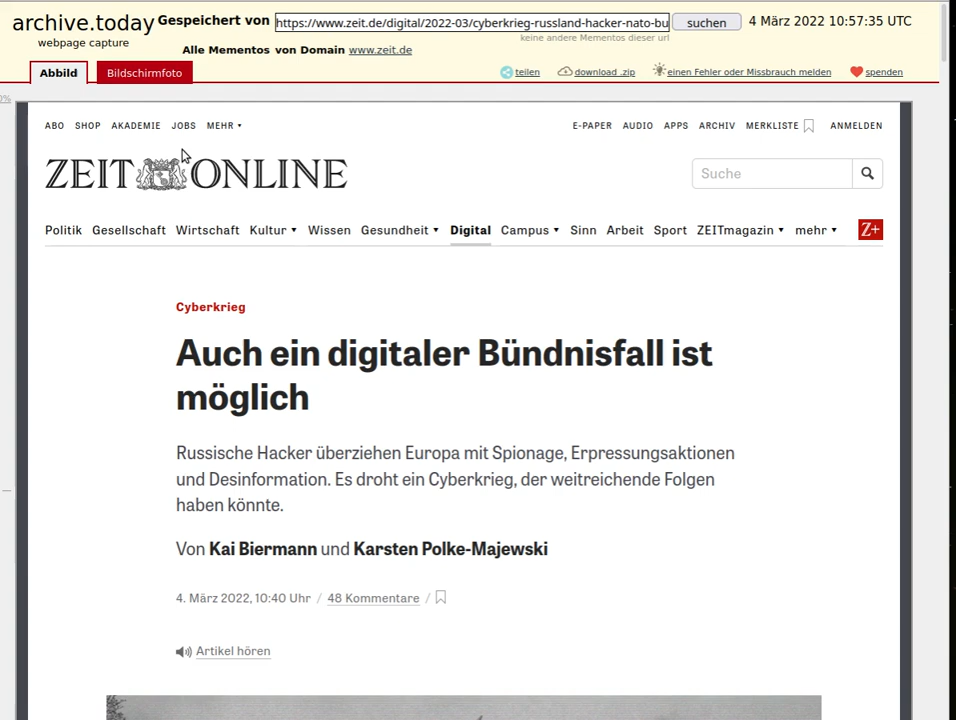 archive.today
webpage capture
Gespeichert von https://www.zeit.de/digital/2022-03/cyberkrieg-russland-hacker-nato-bu suchen 4 März 2022 10:57:35 UTC
keine andere Mementos dieser url
Alle Mementos von Domain www.zeit.de
Abbild Bildschirmfoto teilen download .zip einen Fehler oder Missbrauch melden spenden
0%
ABO SHOP AKADEMIE JOBS MEHR E-PAPER AUDIO APPS ARCHIV MERKLISTE ANMELDEN
ZEIT ONLINE Suche
Politik Gesellschaft Wirtschaft Kultur Wissen Gesundheit Digital Campus Sinn Arbeit Sport ZEITmagazin mehr Z+
Cyberkrieg
Auch ein digitaler Bündnisfall ist
möglich
Russische Hacker überziehen Europa mit Spionage, Erpressungsaktionen
und Desinformation. Es droht ein Cyberkrieg, der weitreichende Folgen
haben könnte.
Von Kai Biermann und Karsten Polke-Majewski
4. März 2022, 10:40 Uhr / 48 Kommentare /
Artikel hören